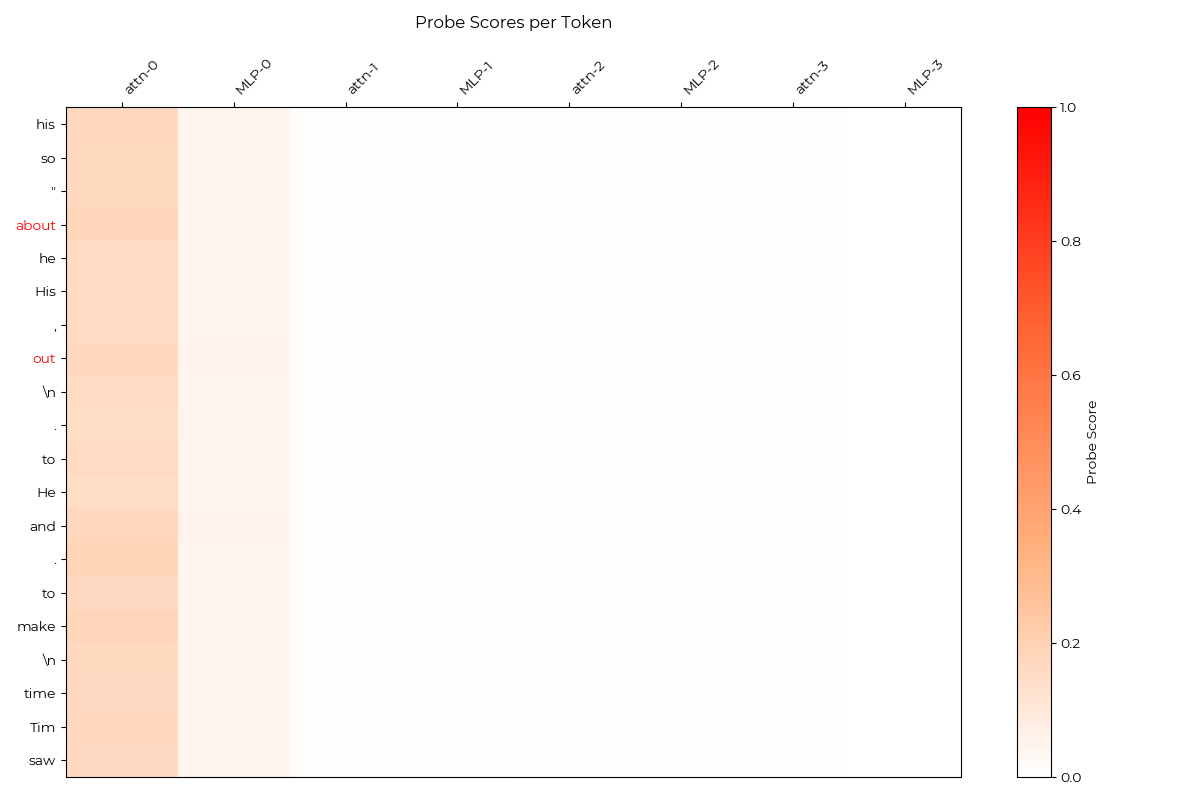 Probe Scores per Token
attn-0 MLP-0 attn-1 MLP-1 attn-2 MLP-2 attn-3 MLP-3
his
so
"
about
he
His
,
out
\n
.
to
He
and
.
to
make
\n
time
Tim
saw
1.0
0.8
0.6
0.4
0.2
0.0
Probe Score